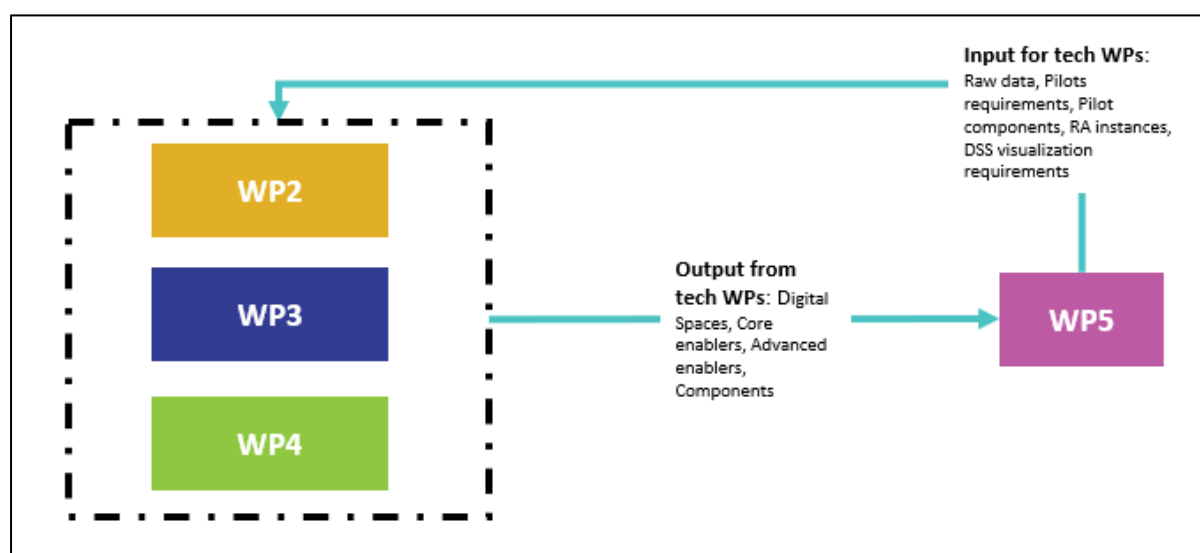 Input for tech WPs:
Raw data, Pilots
requirements, Pilot
components, RA instances,
DSS visualization
requirements
WP2
WP3
WP4
Output from
tech WPs: Digital
Spaces, Core
enablers, Advanced
enablers,
Components
WP5